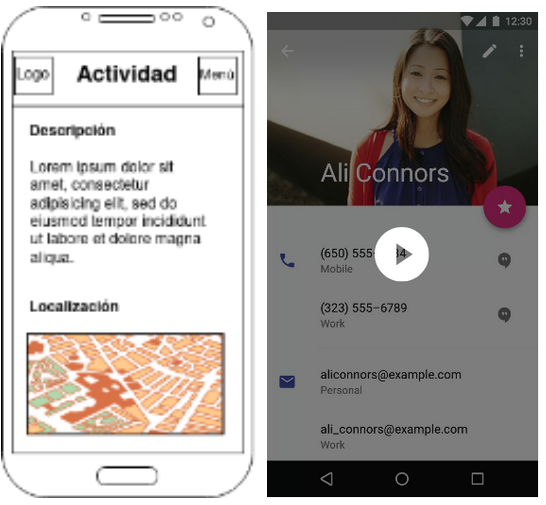 Logo
Actividad
Menú
Descripción
Lorem ipsum dolor sit
amet, consectetur
adipisicing elit, sed do
eiusmod tempor incididunt
ut labore et dolore magna
aliqua.
Localización
12:30
Ali Connors
(650) 555-
Mobile
(323) 555–6789
Work
aliconnors@example.com
Personal
ali_connors@example.com
Work